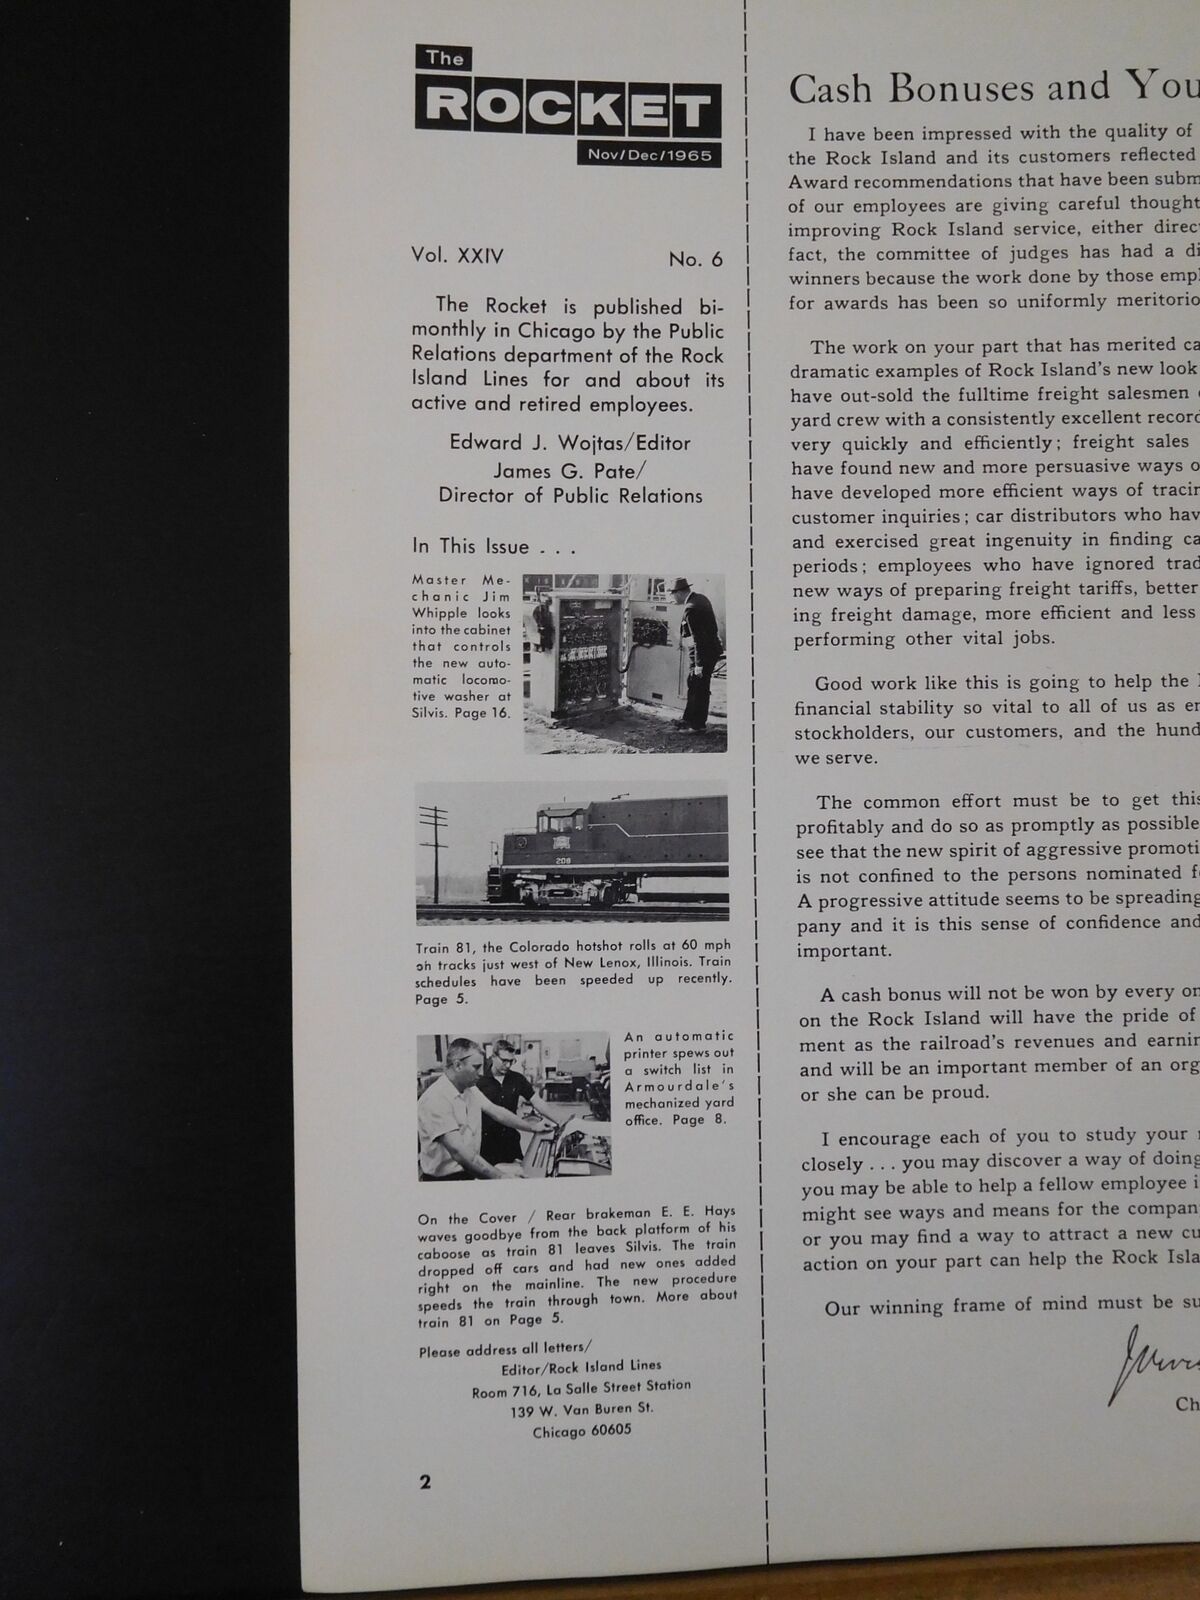 The
ROCKET
Nov/Dec/1965
Vol. XXIV No. 6
The Rocket is published bi-
monthly in Chicago by the Public
Relations department of the Rock
Island Lines for and about its
active and retired employees.
Edward J. Wojtas/Editor
James G. Pate/
Director of Public Relations
In This Issue . . .
Master Me-
chanic Jim
Whipple looks
into the cabinet
that controls
the new auto-
matic locomo-
tive washer at
Silvis. Page 16.
208
Train 81, the Colorado hotshot rolls at 60 mph
on tracks just west of New Lenox, Illinois. Train
schedules have been speeded up recently.
Page 5.
An automatic
printer spews out
a switch list in
Armourdale's
mechanized yard
office. Page 8.
On the Cover / Rear brakeman E. E. Hays
waves goodbye from the back platform of his
caboose as train 81 leaves Silvis. The train
dropped off cars and had new ones added
right on the mainline. The new procedure
speeds the train through town. More about
train 81 on Page 5.
Please address all letters/
Editor/Rock Island Lines
Room 716, La Salle Street Station
139 W. Van Buren St.
Chicago 60605
2
Cash Bonuses and You
I have been impressed with the quality of
the Rock Island and its customers reflected
Award recommendations that have been subm
of our employees are giving careful thought
improving Rock Island service, either direc
fact, the committee of judges has had a di
winners because the work done by those empl
for awards has been so uniformly meritorio
The work on your part that has merited ca
dramatic examples of Rock Island's new look
have out-sold the fulltime freight salesmen
yard crew with a consistently excellent record
very quickly and efficiently; freight sales
have found new and more persuasive ways o
have developed more efficient ways of tracin
customer inquiries; car distributors who hav
and exercised great ingenuity in finding ca
periods; employees who have ignored trad
new ways of preparing freight tariffs, better
ing freight damage, more efficient and less
performing other vital jobs.
Good work like this is going to help the
financial stability so vital to all of us as em
stockholders, our customers, and the hund
we serve.
The common effort must be to get this
profitably and do so as promptly as possible
see that the new spirit of aggressive promoti
is not confined to the persons nominated f
A progressive attitude seems to be spreading
pany and it is this sense of confidence and
important.
A cash bonus will not be won by every on
on the Rock Island will have the pride of
ment as the railroad's revenues and earnin
and will be an important member of an org
or she can be proud.
I encourage each of you to study your
closely . . . you may discover a way of doing
you may be able to help a fellow employee i
might see ways and means for the compan
or you may find a way to attract a new cu
action on your part can help the Rock Isla
Our winning frame of mind must be su
Ch